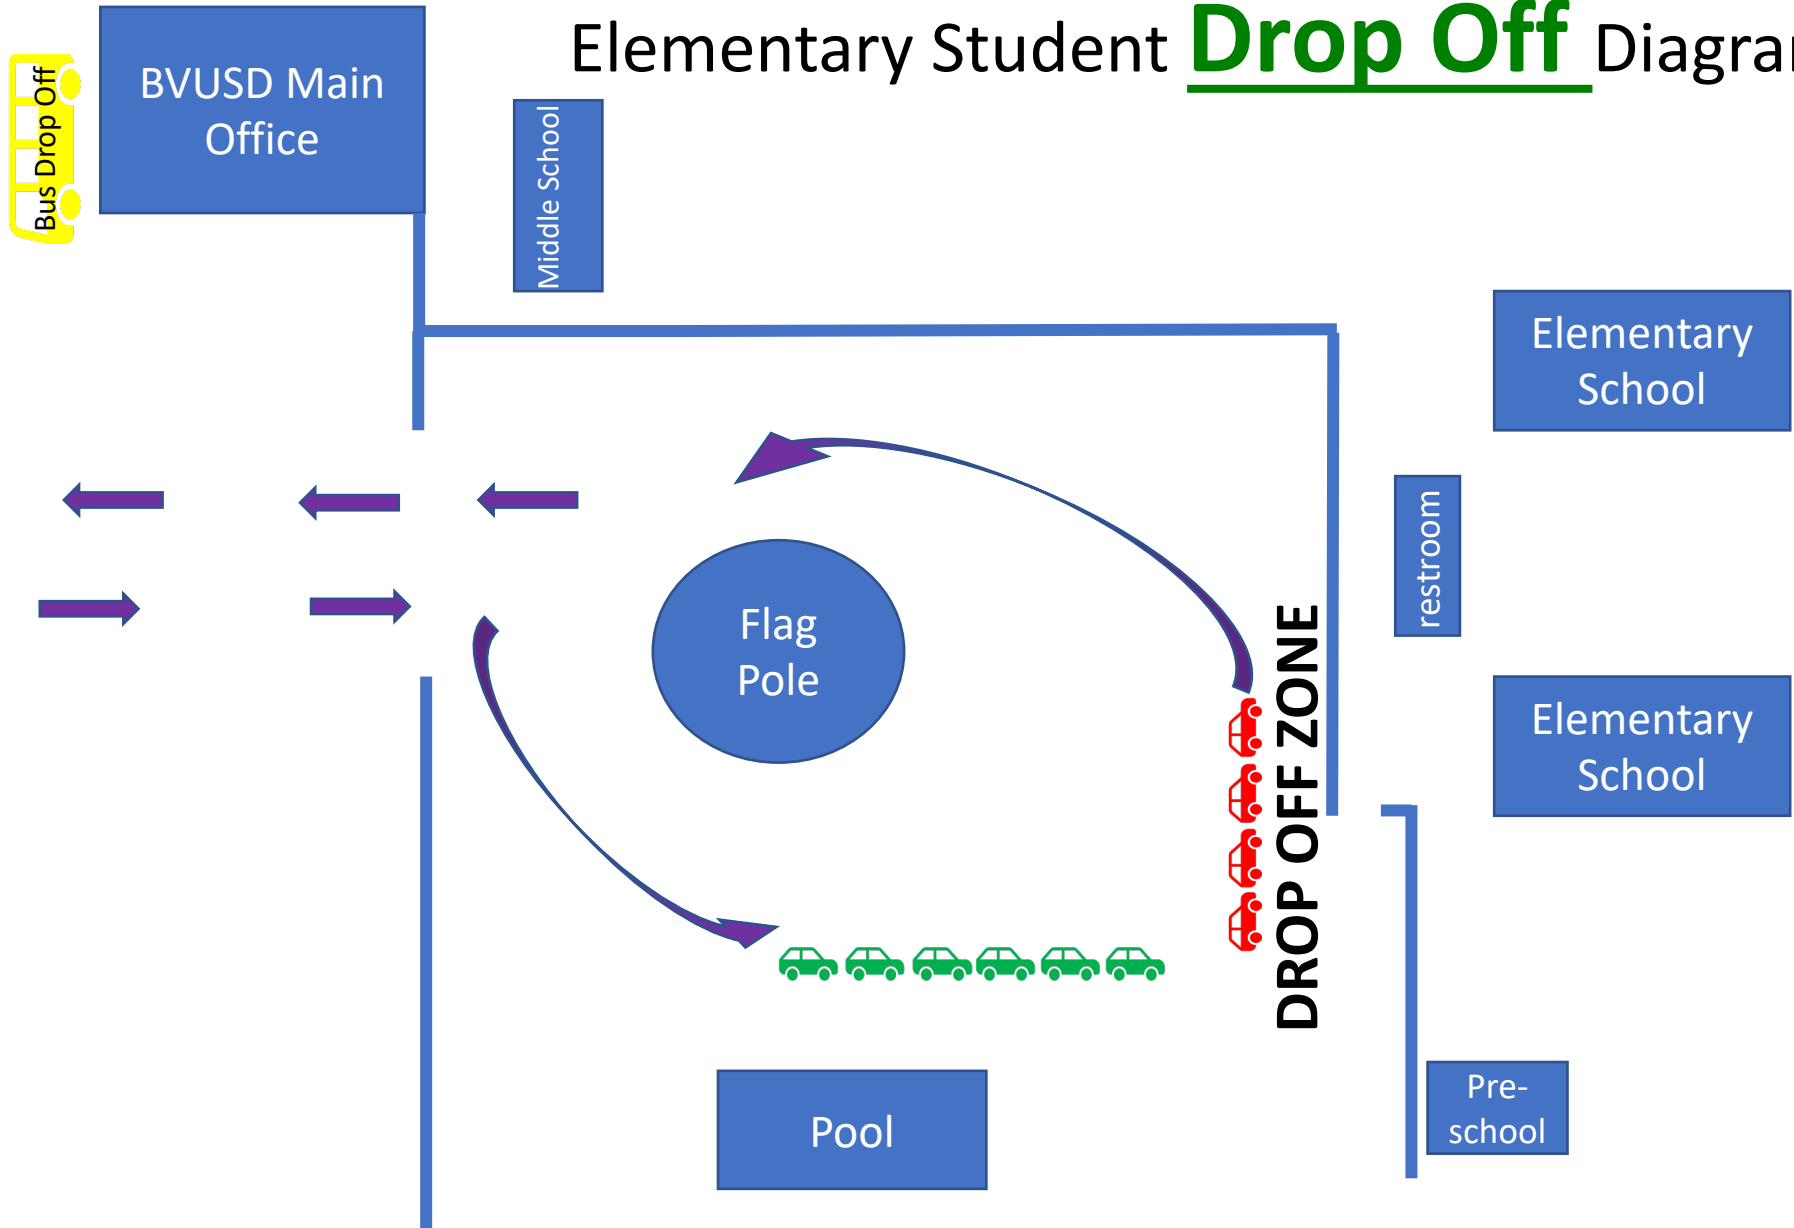 Elementary Student Drop Off Diagram
Bus Drop Off
BVUSD Main
Office
Middle School
Elementary
School
restroom
Flag
Pole
DROP OFF ZONE
Elementary
School
Pool
Pre-
school